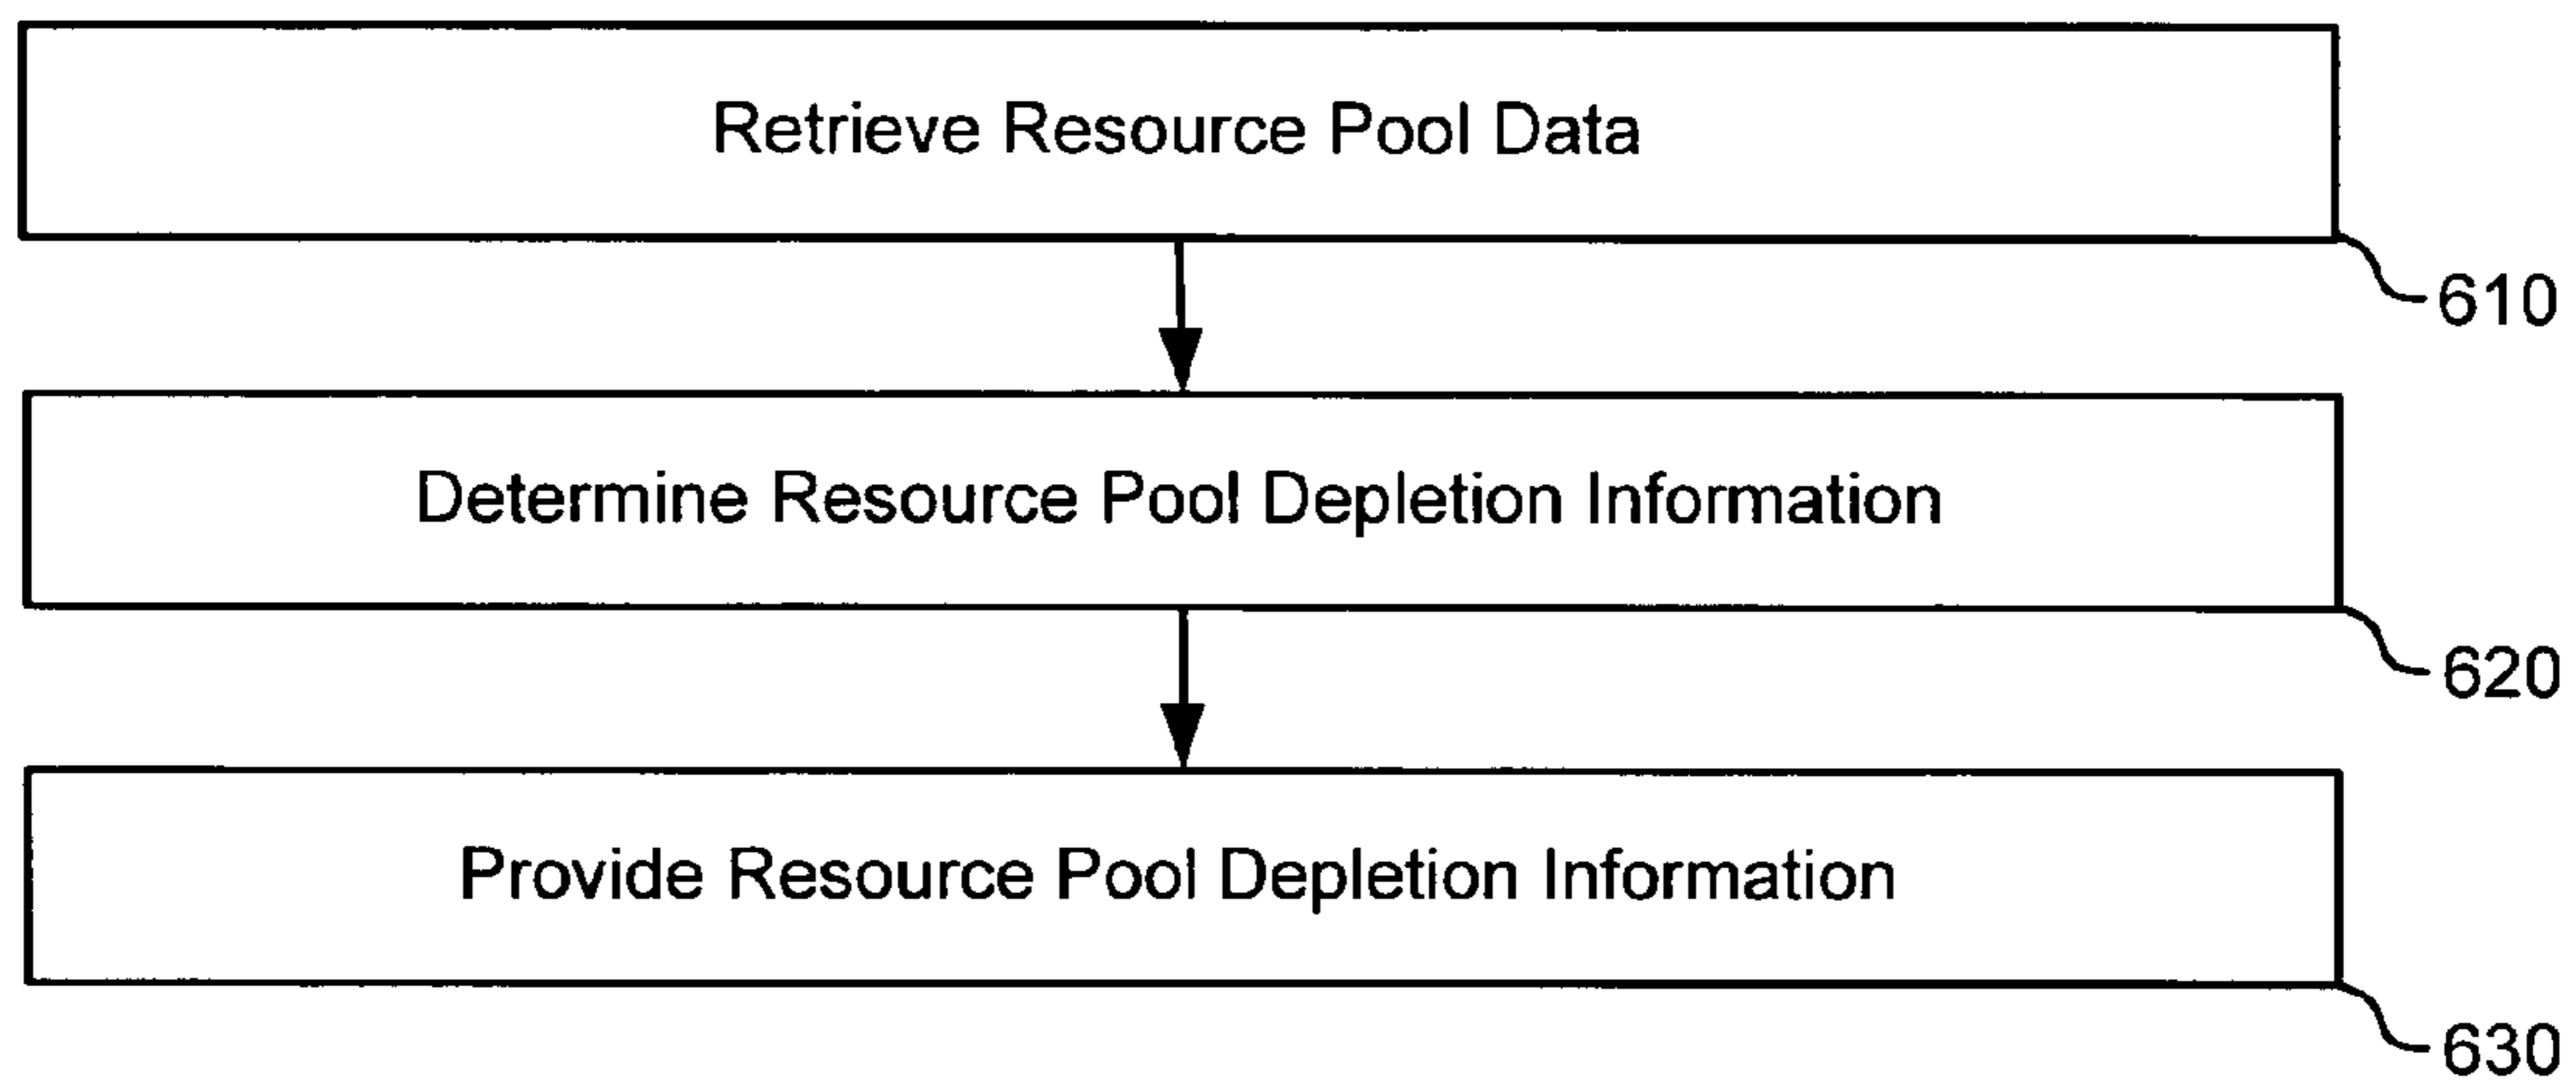 Retrieve Resource Pool Data
610
Determine Resource Pool Depletion Information
620
Provide Resource Pool Depletion Information
630